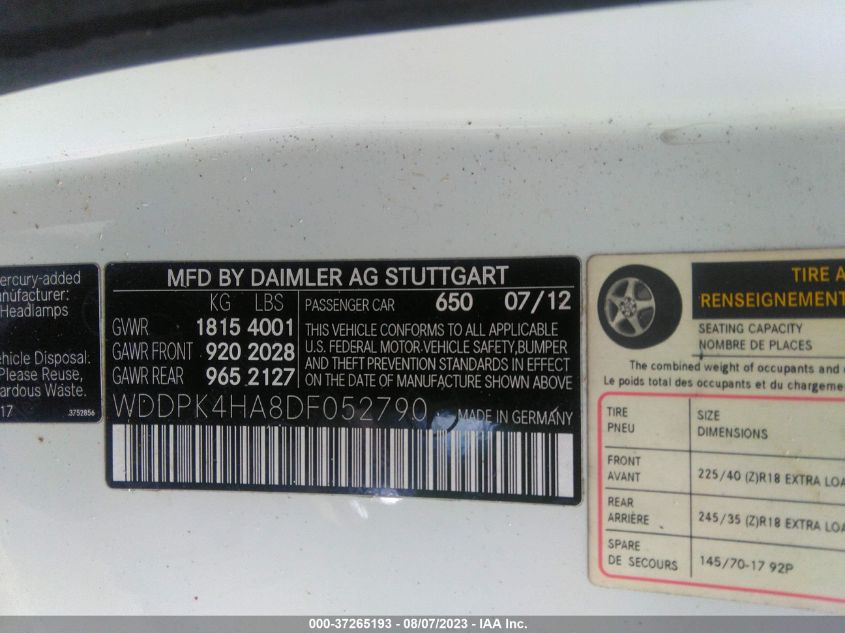 ercury-added
anufacturer:
Headlamps
ehicle Disposal:
Please Reuse,
ardous Waste.
17
3752856
MFD BY DAIMLER AG STUTTGART
KG LBS
GVWR 1815 4001
GAWR FRONT 920 2028
GAWR REAR 965 2127
PASSENGER CAR 650 07/12
THIS VEHICLE CONFORMS TO ALL APPLICABLE
U.S. FEDERAL MOTOR-VEHICLE SAFETY, BUMPER
AND THEFT PREVENTION STANDARDS IN EFFECT
ON THE DATE OF MANUFACTURE SHOWN ABOVE
WDDPK4HA8DF052790 MADE IN GERMANY
TIRE A
RENSEIGNEMENT
SEATING CAPACITY
NOMBRE DE PLACES
The combined weight of occupants and
Le poids total des occupants et du chargeme
TIRE SIZE
PNEU DIMENSIONS
FRONT
AVANT 225/40 (Z)R18 EXTRA LOA
REAR
ARRIÈRE 245/35 (Z)R18 EXTRA LOA
SPARE
DE SECOURS 145/70-17 92P
000-37265193 - 08/07/2023 - IAA Inc.